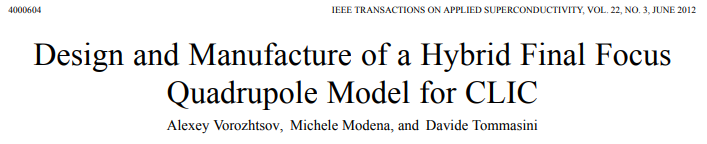 4000604 IEEE TRANSACTIONS ON APPLIED SUPERCONDUCTIVITY, VOL. 22, NO. 3, JUNE 2012
Design and Manufacture of a Hybrid Final Focus
Quadrupole Model for CLIC
Alexey Vorozhtsov, Michele Modena, and Davide Tommasini